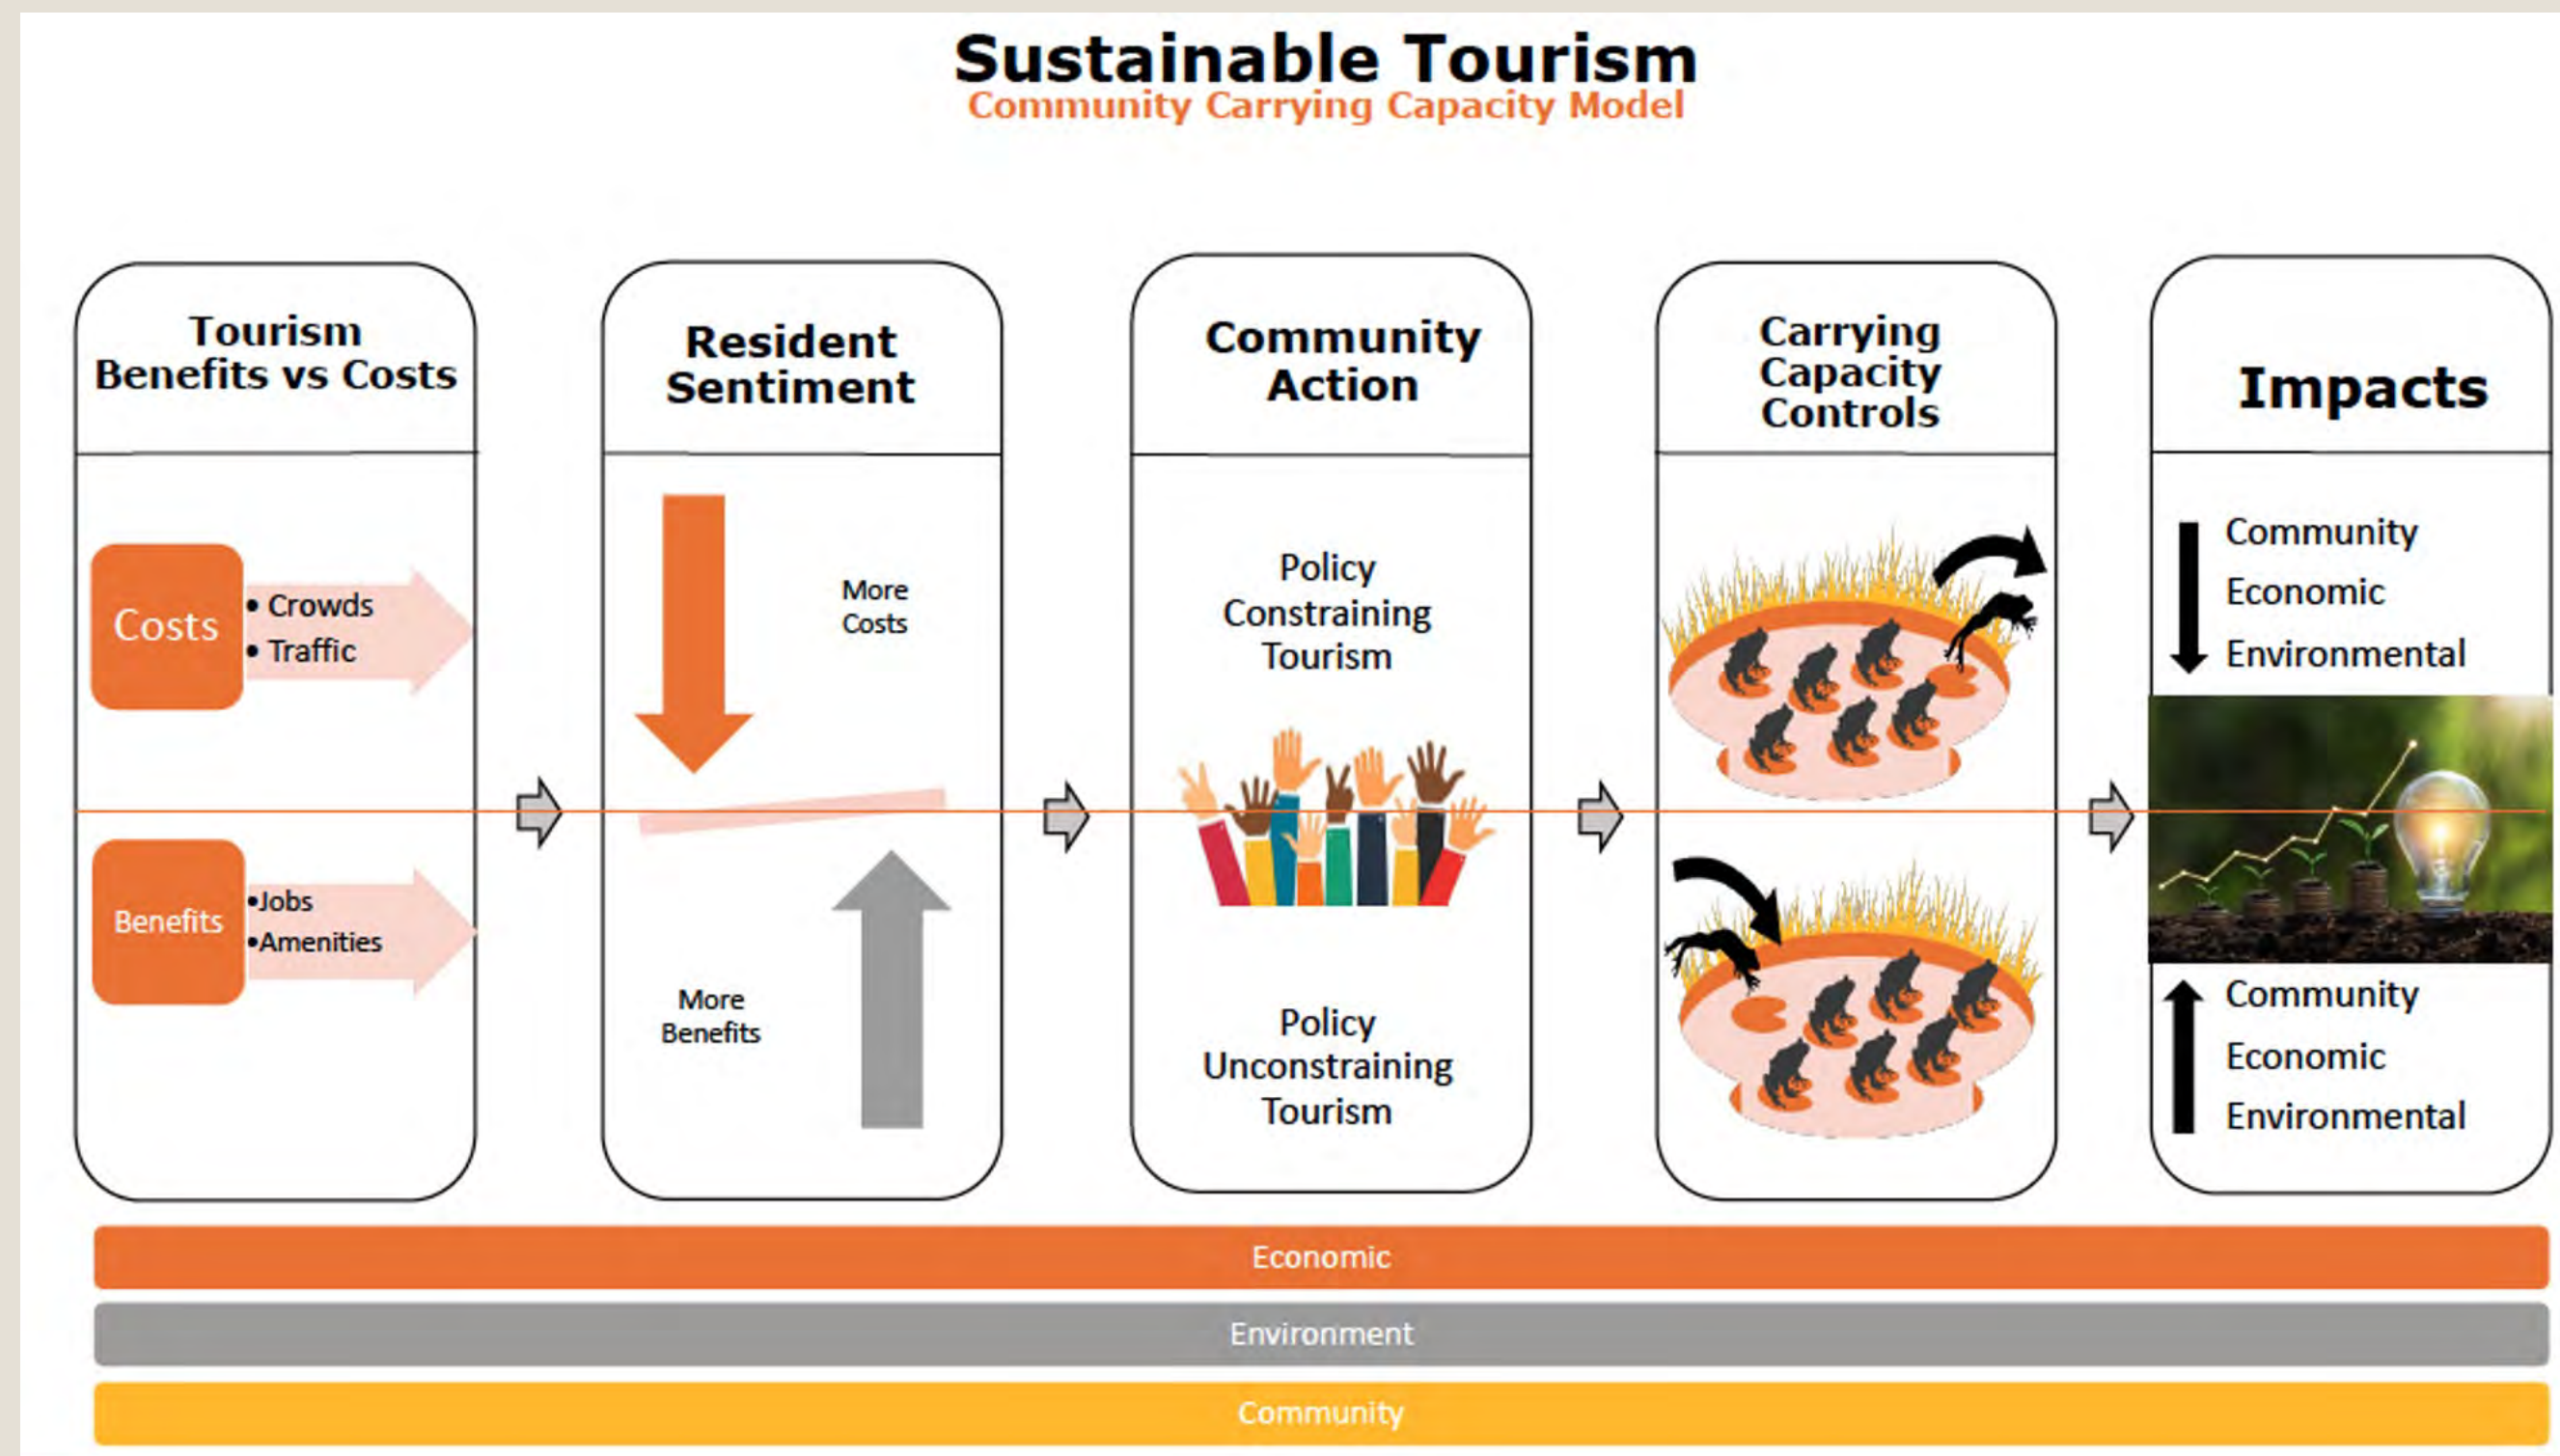 Sustainable Tourism
Community Carrying Capacity Model
Tourism
Benefits vs Costs
Costs
• Crowds
• Traffic
Benefits
•Jobs
•Amenities
Resident
Sentiment
More
Costs
More
Benefits
Community
Action
Policy
Constraining
Tourism
Policy
Unconstraining
Tourism
Carrying
Capacity
Controls
Impacts
Community
Economic
Environmental
Community
Economic
Environmental
Economic
Environment
Community